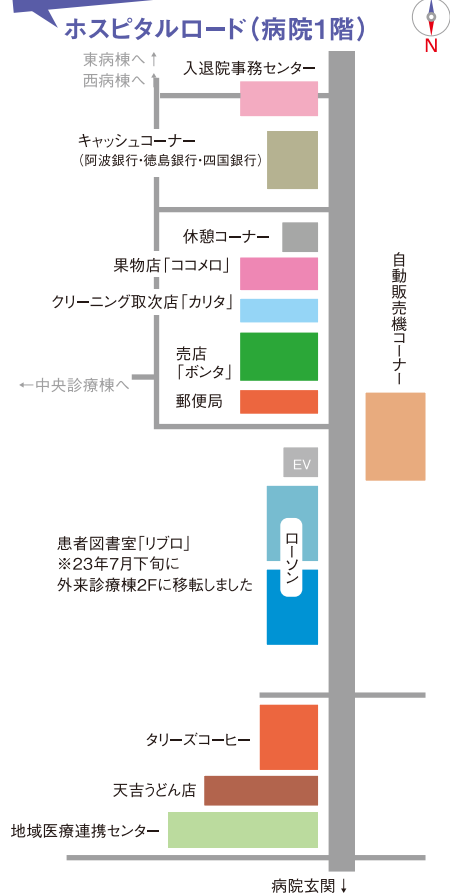 ホスピタルロード（病院1階）
N
東病棟へ↑
西病棟へ↑
入退院事務センター
キャッシュコーナー
（阿波銀行・徳島銀行・四国銀行）
休憩コーナー
果物店「ココメロ」
クリーニング取次店「カリタ」
自動販売機コーナー
売店
「ボンタ」
←中央診療棟へ
郵便局
EV
ローソン
患者図書室「リブロ」
※23年7月下旬に
外来診療棟2Fに移転しました
タリーズコーヒー
天吉うどん店
地域医療連携センター
病院玄関↓